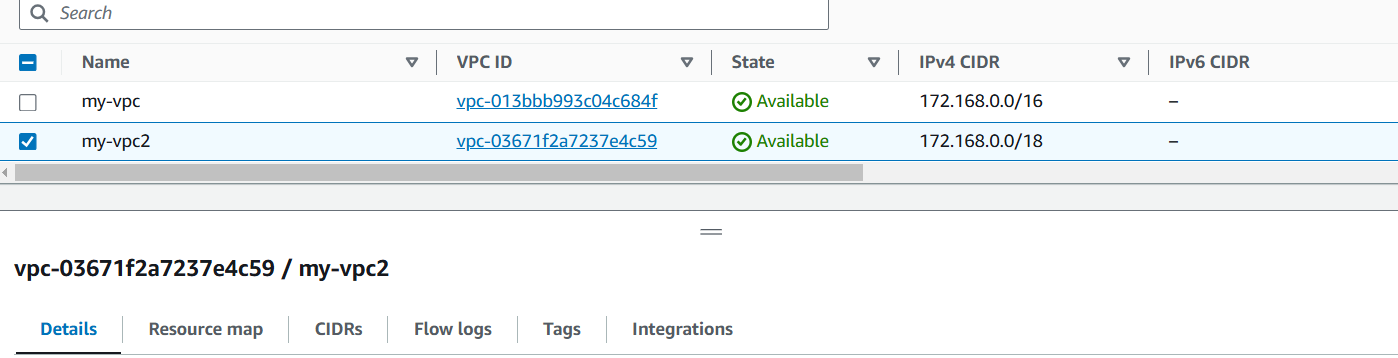 Search
Name VPC ID State IPv4 CIDR IPv6 CIDR
my-vpc vpc-013bbb993c04c684f Available 172.168.0.0/16 –
my-vpc2 vpc-03671f2a7237e4c59 Available 172.168.0.0/18 –
vpc-03671f2a7237e4c59 / my-vpc2
Details Resource map CIDRs Flow logs Tags Integrations